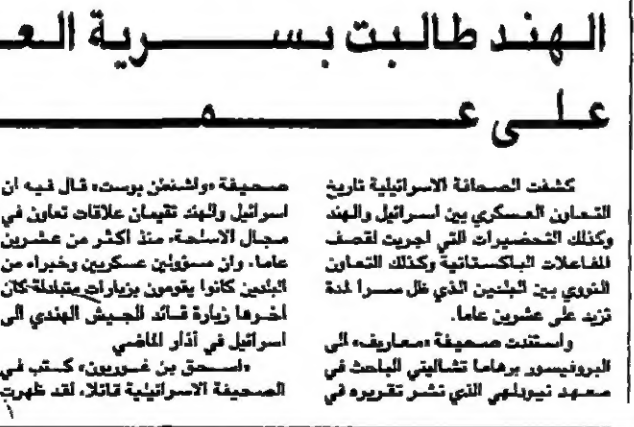 الهند طالبت بسرية العـ
على عمـ
كشفت الصحافة الاسرائيلية تاريخ
التعاون العسكري بين اسرائيل والهند
وكذلك التحضيرات التي اجريت لقصف
المفاعلات الباكستانية وكذلك التعاون
النووي بين البلدين الذي ظل سرا لمدة
تزيد على عشرين عاما.
واستندت صحيفة «معاريف» الى
البرونيسور برهاما تشاليتي الباحث في
معهد نيودلهي الذي نشر تقريره في
صحيفة «واشنطن بوست» قال فيه ان
اسرائيل والهند تقيمان علاقات تعاون في
مجال الاسلحة، منذ اكثر من عشرين
عاما، وان مسؤولين عسكريين وخبراء من
البلدين كانوا يقومون بزيارات متبادلة كان
اخرها زيارة قائد الجيش الهندي الى
اسرائيل في آذار الماضي
«اسحق بن غوريون» كتب في
الصحيفة الاسرائيلية قائلا، لقد ظهرت